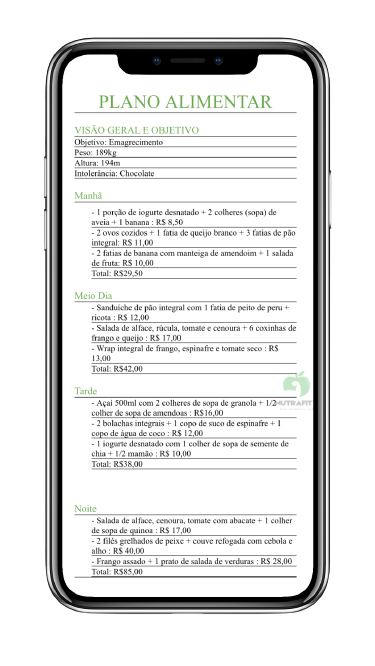 PLANO ALIMENTAR
VISÃO GERAL E OBJETIVO
Objetivo: Emagrecimento
Peso: 189kg
Altura: 194m
Intolerância: Chocolate
Manhã
- 1 porção de iogurte desnatado + 2 colheres (sopa) de
aveia + 1 banana : R$ 8,50
- 2 ovos cozidos + 1 fatia de queijo branco + 3 fatias de pão
integral: R$ 11,00
- 2 fatias de banana com manteiga de amendoim + 1 salada
de fruta: R$ 10,00
Total: R$29,50
Meio Dia
- Sanduíche de pão integral com 1 fatia de peito de peru +
ricota : R$ 12,00
- Salada de alface, rúcula, tomate e cenoura + 6 coxinhas de
frango e queijo : R$ 17,00
- Wrap integral de frango, espinafre e tomate seco : R$
13,00
Total: R$42,00
Tarde
- Açaí 500ml com 2 colheres de sopa de granola + 1/2
colher de sopa de amendoas : R$16,00
NUTRAFIT
- 2 bolachas integrais + 1 copo de suco de espinafre + 1
copo de água de coco : R$ 12,00
- 1 iogurte desnatado com 1 colher de sopa de semente de
chia + 1/2 mamão : R$ 10,00
Total: R$38,00
Noite
- Salada de alface, cenoura, tomate com abacate + 1 colher
de sopa de quinoa : R$ 17,00
- 2 filés grelhados de peixe + couve refogada com cebola e
alho : R$ 40,00
- Frango assado + 1 prato de salada de verduras : R$ 28,00
Total: R$85,00